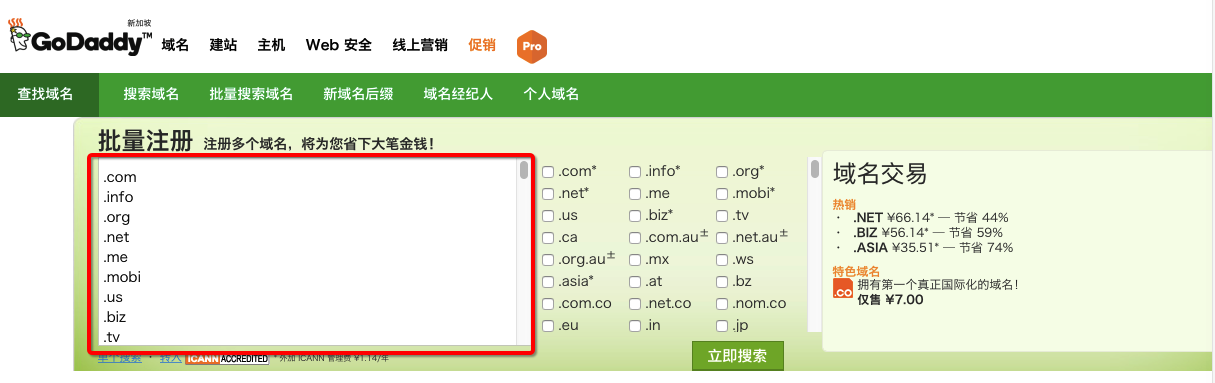 新加坡
GoDaddy™ 域名 建站 主机 Web 安全 线上营销 促销 Pro
查找域名 搜索域名 批量搜索域名 新域名后缀 域名经纪人 个人域名
批量注册 注册多个域名，将为您省下大笔金钱！
.com
.info
.org
.net
.me
.mobi
.us
.biz
.tv
.com* .info* .org*
.net* .me .mobi*
.us .biz* .tv
.ca .com.au± .net.au±
.org.au± .mx .ws
.asia* .at .bz
.com.co .net.co .nom.co
.eu .in .jp
域名交易
热销
· .NET ¥66.14* — 节省 44%
· .BIZ ¥56.14* — 节省 59%
· .ASIA ¥35.51* — 节省 74%
特色域名
.co 拥有第一个真正国际化的域名！
仅售 ¥7.00
单个搜索 · 转入 ICANN ACCREDITED *外加 ICANN 管理费 ¥1.14/年
立即搜索